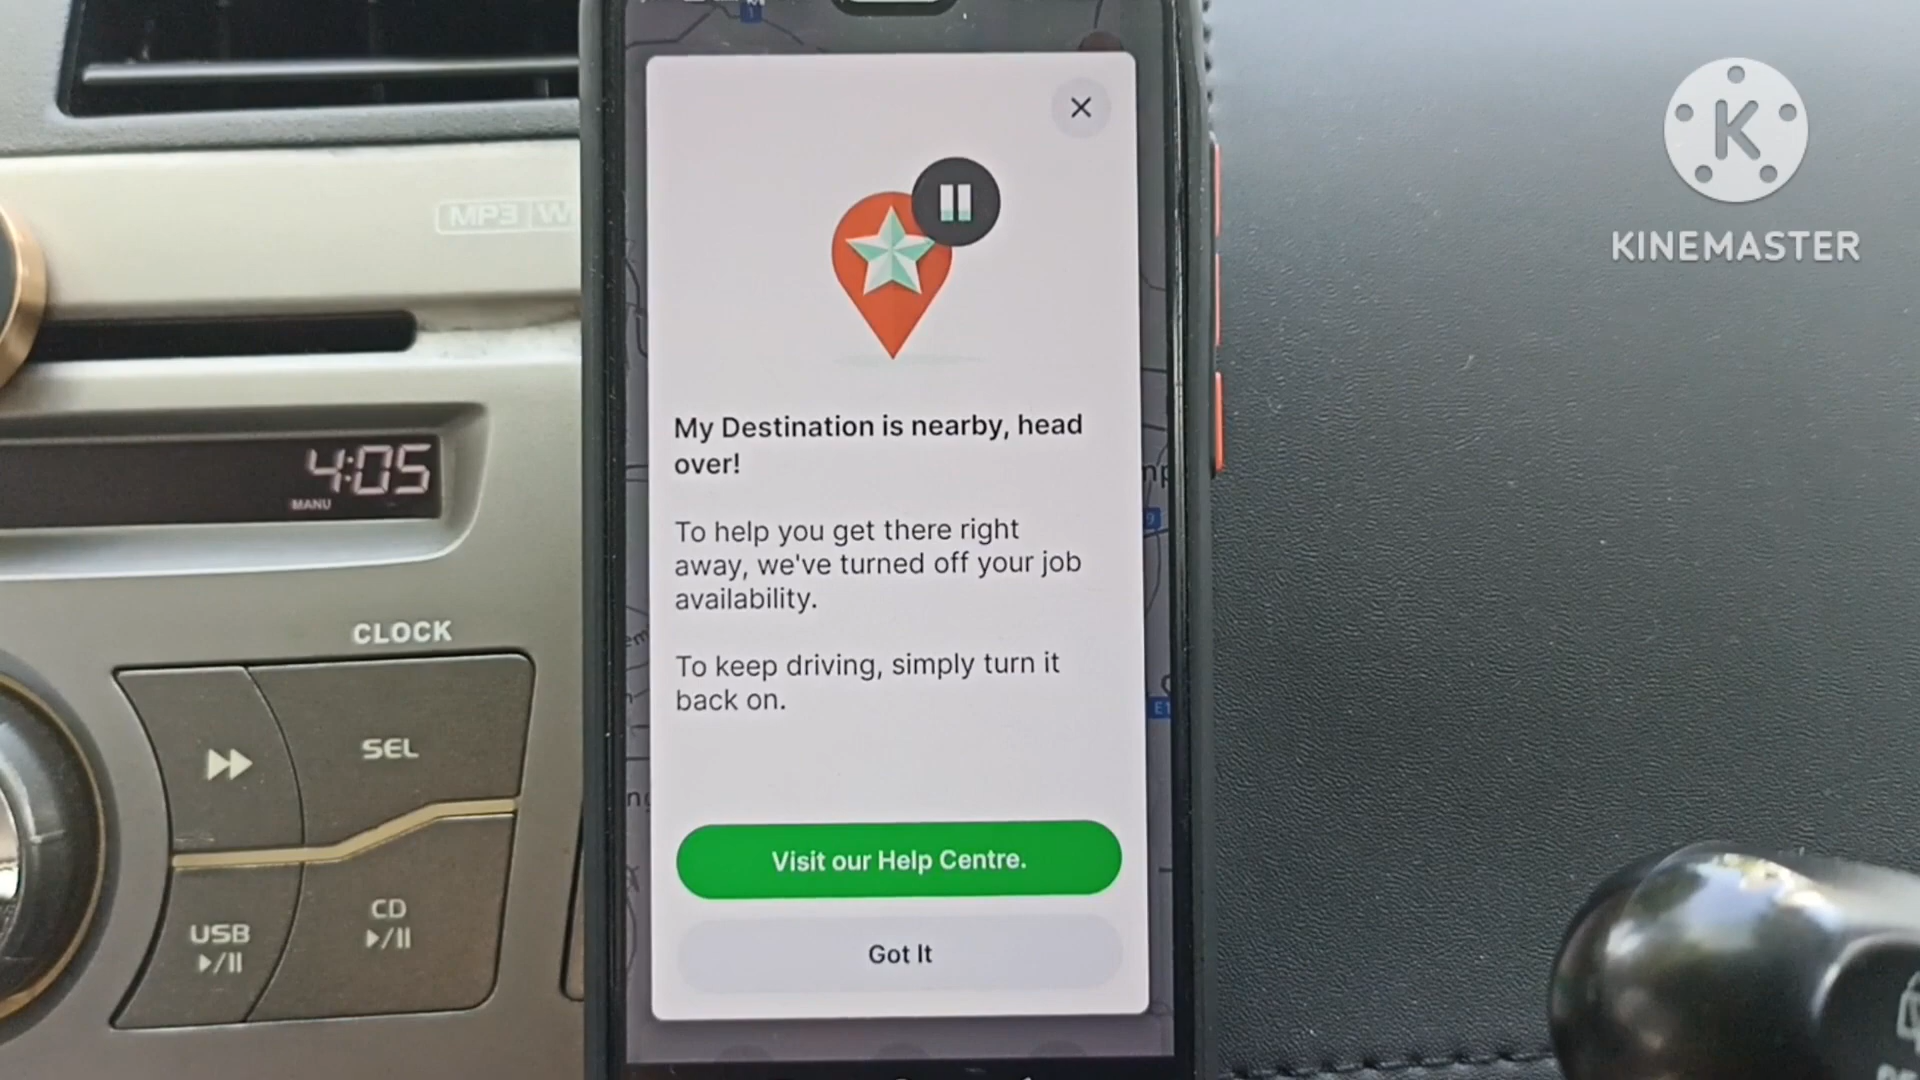 MP3
My Destination is nearby, head
over!
To help you get there right
away, we've turned off your job
availability.
To keep driving, simply turn it
back on.
Visit our Help Centre.
Got It
4:05
MANU
CLOCK
SEL
USB
CD
K
KINEMASTER